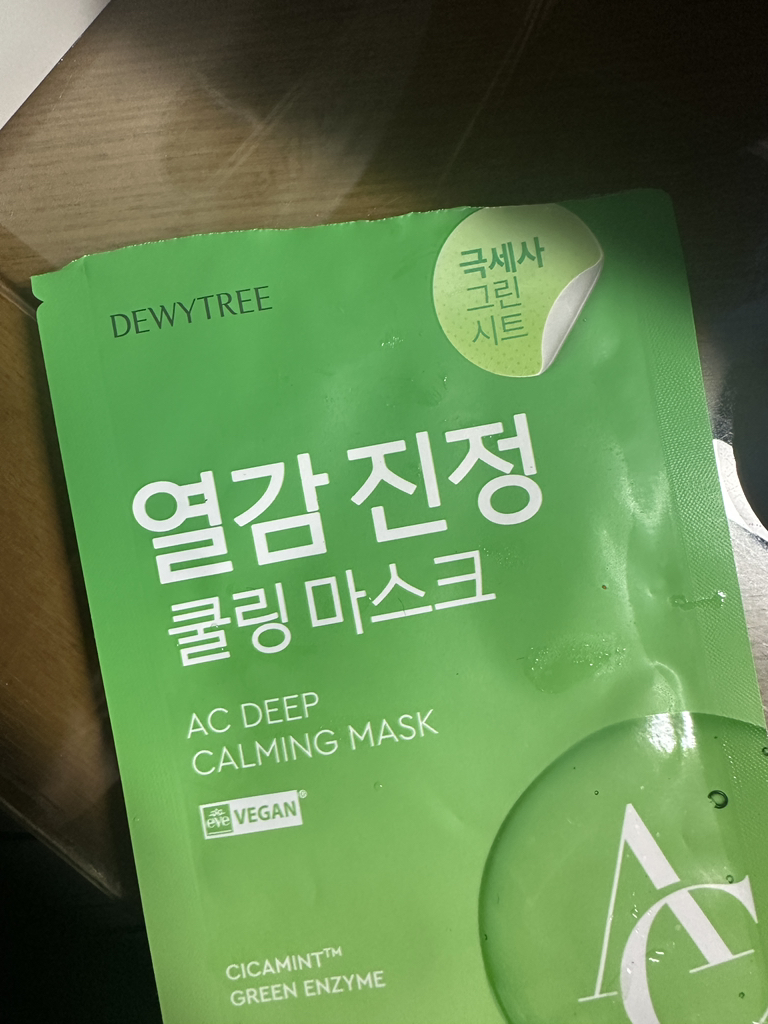 DEWYTREE
극세사
그린
시트
열감 진정
쿨링 마스크
AC DEEP
CALMING MASK
eve VEGAN®
CICAMINT™
GREEN ENZYME
AC